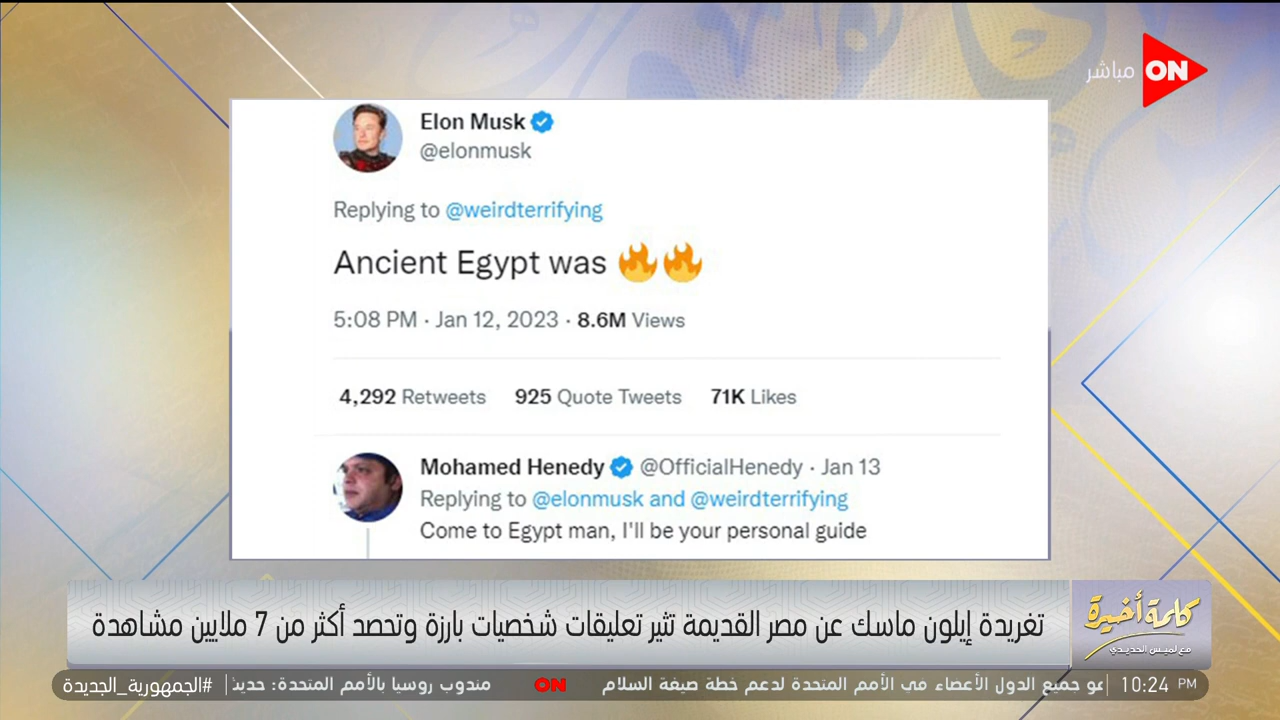 مباشر ON
Elon Musk
@elonmusk
Replying to @weirdterrifying
Ancient Egypt was 🔥🔥
5:08 PM · Jan 12, 2023 · 8.6M Views
4,292 Retweets 925 Quote Tweets 71K Likes
Mohamed Henedy @OfficialHenedy · Jan 13
Replying to @elonmusk and @weirdterrifying
Come to Egypt man, I'll be your personal guide
تغريدة إيلون ماسك عن مصر القديمة تثير تعليقات شخصيات بارزة وتحصد أكثر من 7 ملايين مشاهدة
كلمة أخيرة
مع لميس الحديدي
10:24 PM
عو جميع الدول الأعضاء في الأمم المتحدة لدعم خطة صيغة السلام ON مندوب روسيا بالأمم المتحدة: حديث
#الجمهورية_الجديدة